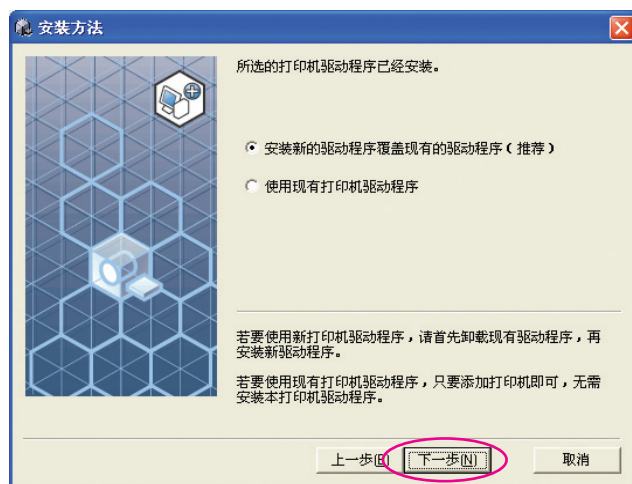 安装方法
所选的打印机驱动程序已经安装。
安装新的驱动程序覆盖现有的驱动程序(推荐)
使用现有打印机驱动程序
若要使用新打印机驱动程序,请首先卸载现有驱动程序,再
安装新驱动程序。
若要使用现有打印机驱动程序,只要添加打印机即可,无需
安装本打印机驱动程序。
上一步(B) 下一步(N) 取消